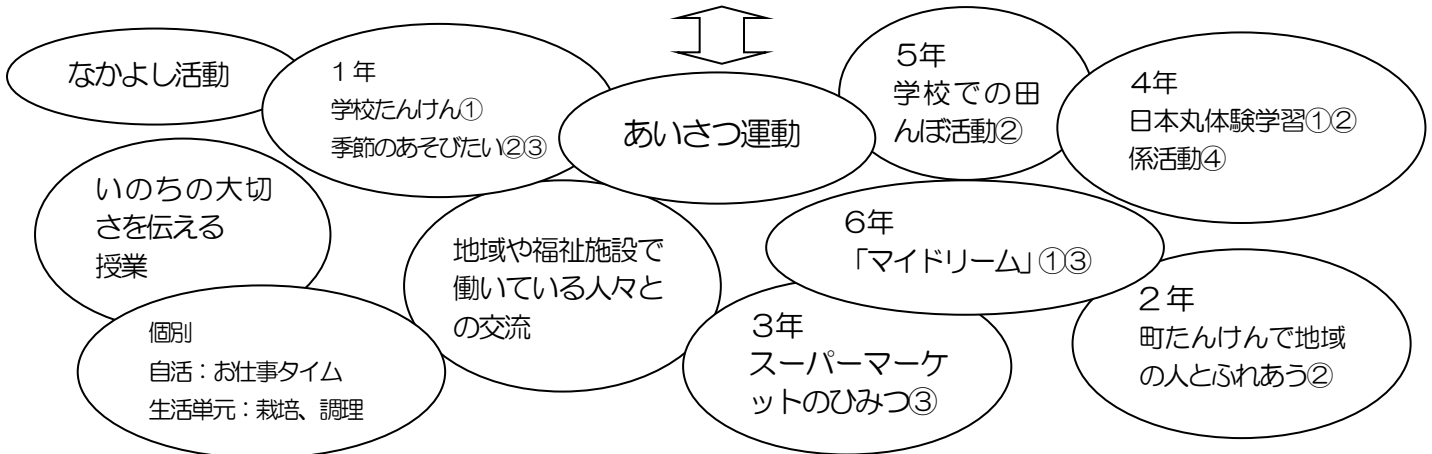 なかよし活動
1年
学校たんけん①
季節のあそびたい②③
あいさつ運動
5年
学校での田
んぼ活動②
4年
日本丸体験学習①②
係活動④
いのちの大切
さを伝える
授業
地域や福祉施設で
働いている人々と
の交流
6年
「マイドリーム」①③
個別
自活：お仕事タイム
生活単元：栽培、調理
3年
スーパーマーケ
ットのひみつ③
2年
町たんけんで地域
の人とふれあう②